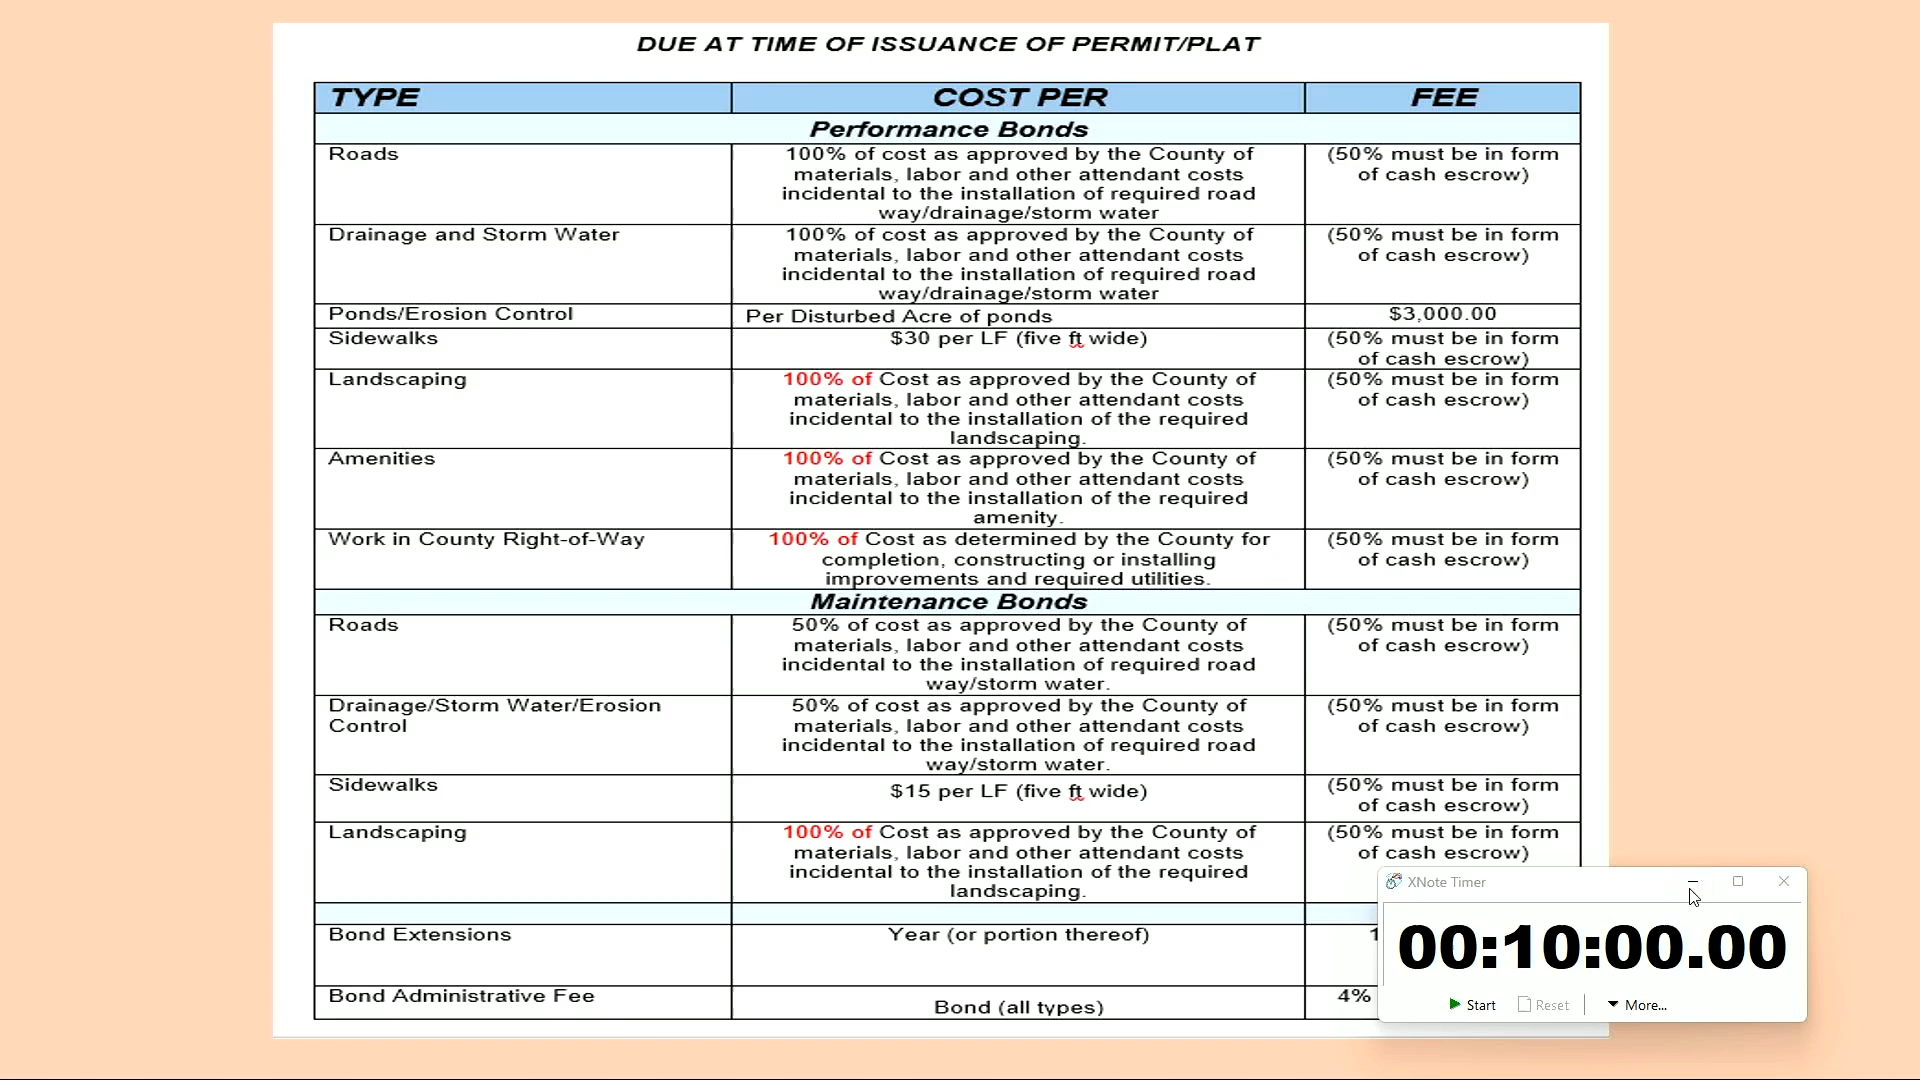 DUE AT TIME OF ISSUANCE OF PERMIT/PLAT
TYPE COST PER FEE
Performance Bonds
Roads
100% of cost as approved by the County of
materials, labor and other attendant costs
incidental to the installation of required road
way/drainage/storm water
(50% must be in form
of cash escrow)
Drainage and Storm Water
100% of cost as approved by the County of
materials, labor and other attendant costs
incidental to the installation of required road
way/drainage/storm water
(50% must be in form
of cash escrow)
Ponds/Erosion Control
Per Disturbed Acre of ponds
$3,000.00
Sidewalks
$30 per LF (five ft wide)
(50% must be in form
of cash escrow)
Landscaping
100% of Cost as approved by the County of
materials, labor and other attendant costs
incidental to the installation of the required
landscaping.
(50% must be in form
of cash escrow)
Amenities
100% of Cost as approved by the County of
materials, labor and other attendant costs
incidental to the installation of the required
amenity.
(50% must be in form
of cash escrow)
Work in County Right-of-Way
100% of Cost as determined by the County for
completion, constructing or installing
improvements and required utilities.
(50% must be in form
of cash escrow)
Maintenance Bonds
Roads
50% of cost as approved by the County of
materials, labor and other attendant costs
incidental to the installation of required road
way/storm water.
(50% must be in form
of cash escrow)
Drainage/Storm Water/Erosion
Control
50% of cost as approved by the County of
materials, labor and other attendant costs
incidental to the installation of required road
way/storm water.
(50% must be in form
of cash escrow)
Sidewalks
$15 per LF (five ft wide)
(50% must be in form
of cash escrow)
Landscaping
100% of Cost as approved by the County of
materials, labor and other attendant costs
incidental to the installation of the required
landscaping.
(50% must be in form
of cash escrow)
Bond Extensions
Year (or portion thereof)
Bond Administrative Fee
Bond (all types)
4%
XNote Timer
00:10:00.00
Start Reset More...